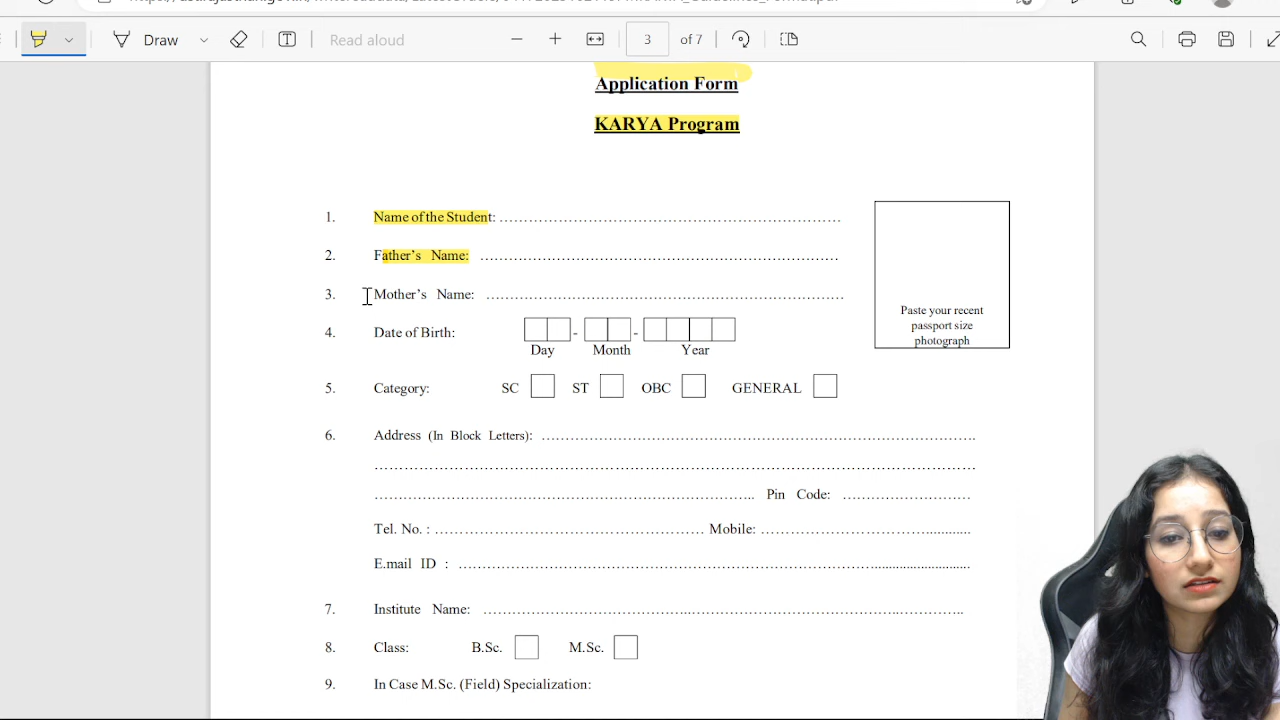 Draw
Read aloud
3 of 7
Application Form
KARYA Program
1. Name of the Student: ……………………………………………………………
2. Father’s Name: …………………………………………………………………
3. Mother’s Name: …………………………………………………………………
Paste your recent
passport size
photograph
4. Date of Birth: - -
Day Month Year
5. Category: SC ST OBC GENERAL
6. Address (In Block Letters): ………………………………………………………………………………….
……………………………………………………………………………………………………………………
…………………………………………………………………….. Pin Code: ………………………
Tel. No. : ………………………………………………… Mobile: ……………………………...........
E.mail ID : ………………………………………………………………………........................
7. Institute Name: ………………………………………………………………………………..
8. Class: B.Sc. M.Sc.
9. In Case M.Sc. (Field) Specialization: